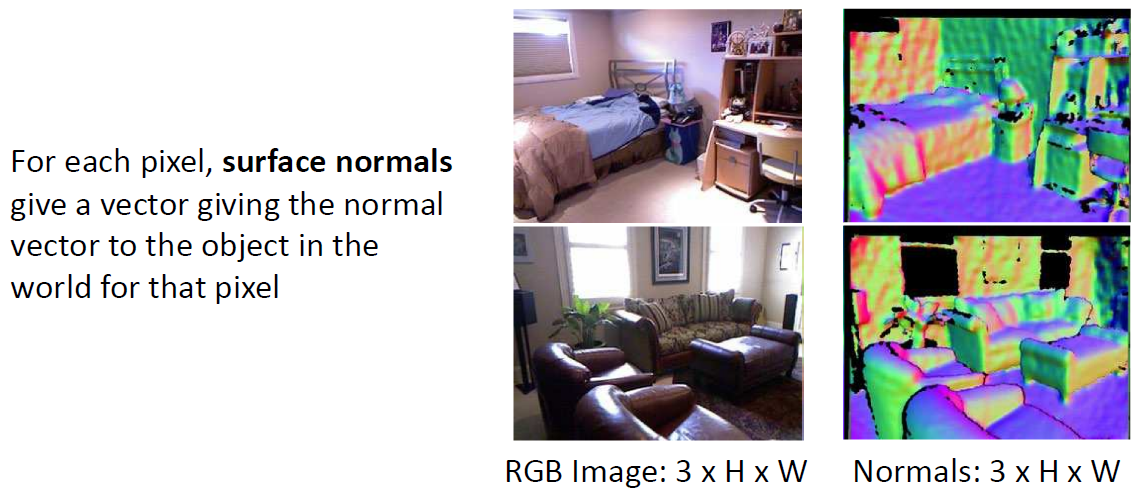 For each pixel, surface normals
give a vector giving the normal
vector to the object in the
world for that pixel
RGB Image: 3 x H x W
Normals: 3 x H x W